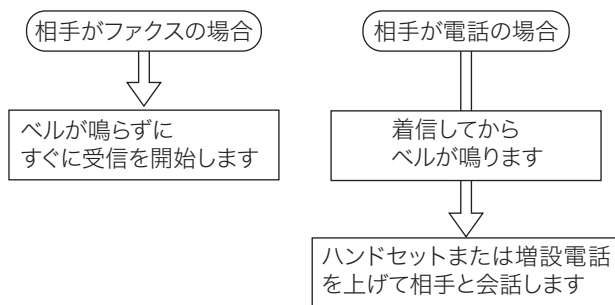 相手がファクスの場合
ベルが鳴らずに
すぐに受信を開始します
相手が電話の場合
着信してから
ベルが鳴ります
ハンドセットまたは増設電話
を上げて相手と会話します